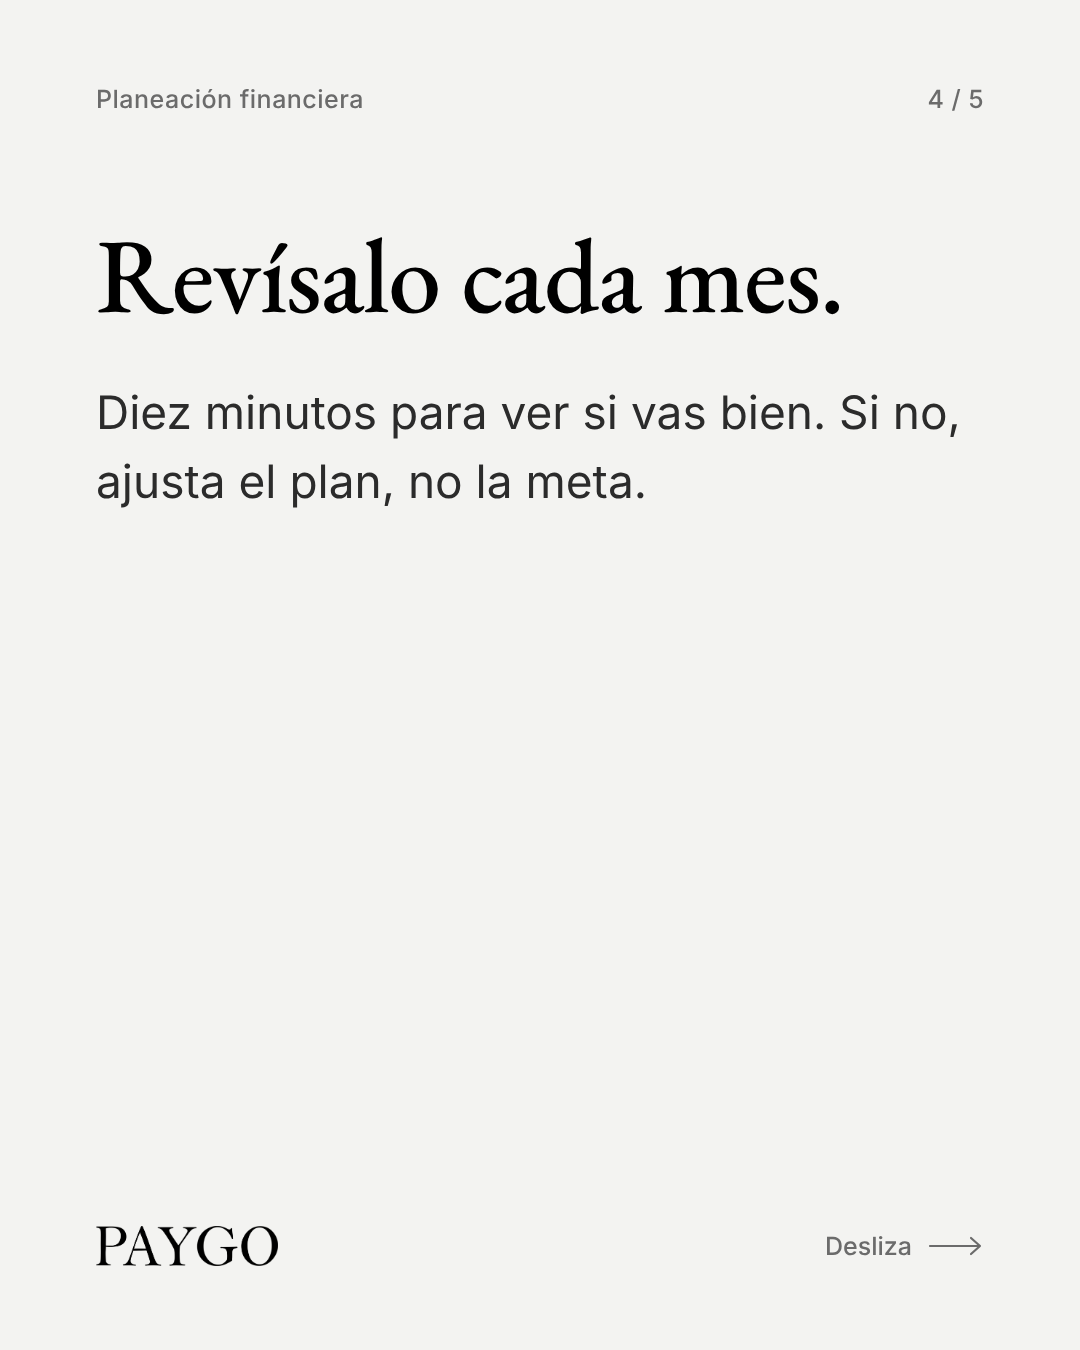 Planeación financiera
4 / 5
Revísalo cada mes.
Diez minutos para ver si vas bien. Si no,
ajusta el plan, no la meta.
PAYGO
Desliza